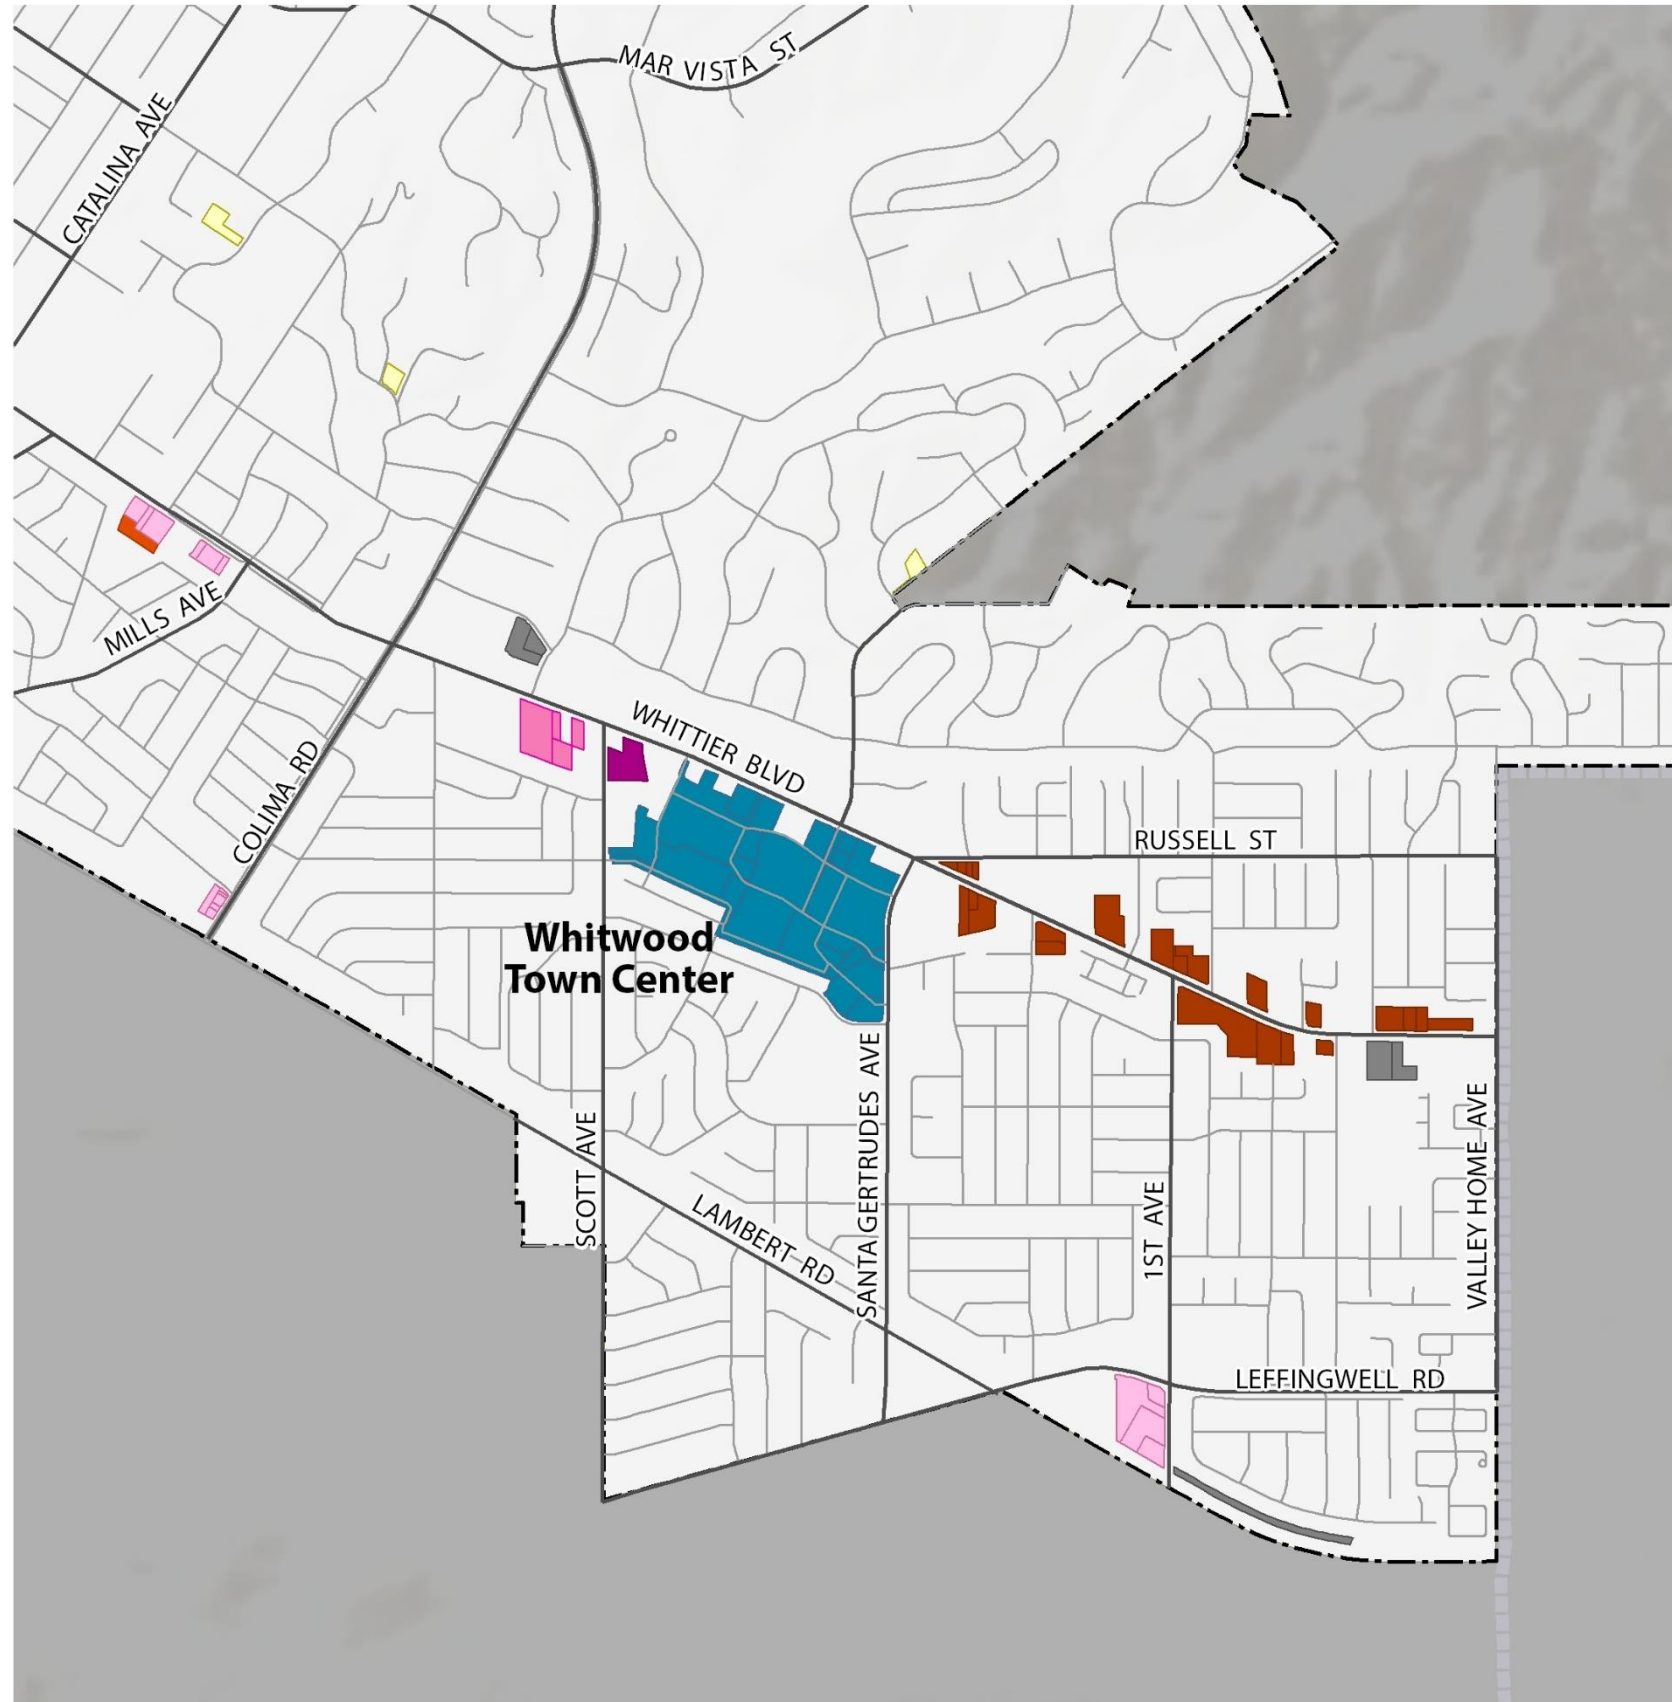 MAR VISTA ST
CATALINA AVE
MILLS AVE
WHITTIER BLVD
COLIMA RD
RUSSELL ST
Whitwood
Town Center
SCOTT AVE
SANTA GERTRUDES AVE
VALLEY HOME AVE
1ST AVE
LAMBERT RD
LEFFINGWELL RD